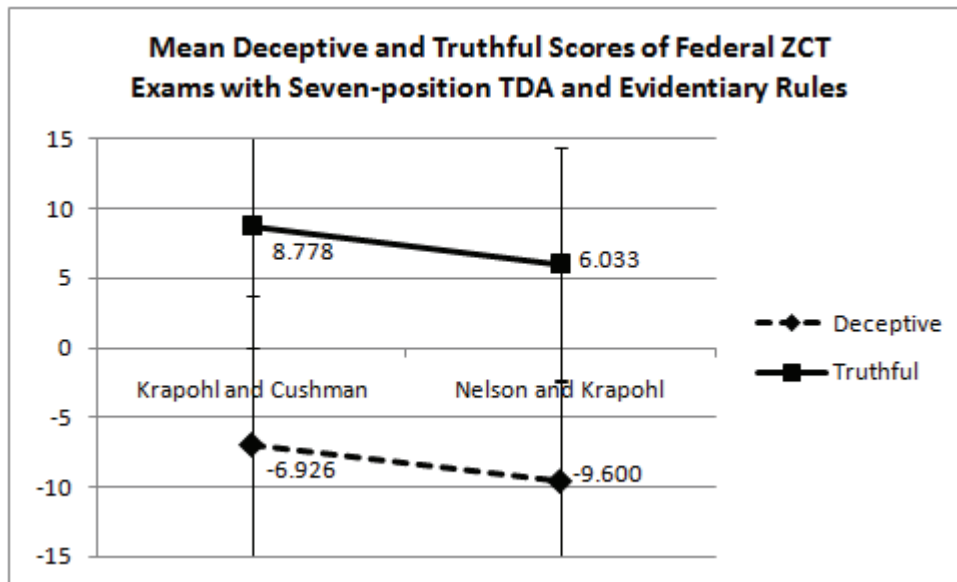 Mean Deceptive and Truthful Scores of Federal ZCT
Exams with Seven-position TDA and Evidentiary Rules
15
10
5
0
-5
-10
-15
8.778
6.033
Krapohl and Cushman
Nelson and Krapohl
-6.926
-9.600
Deceptive
Truthful